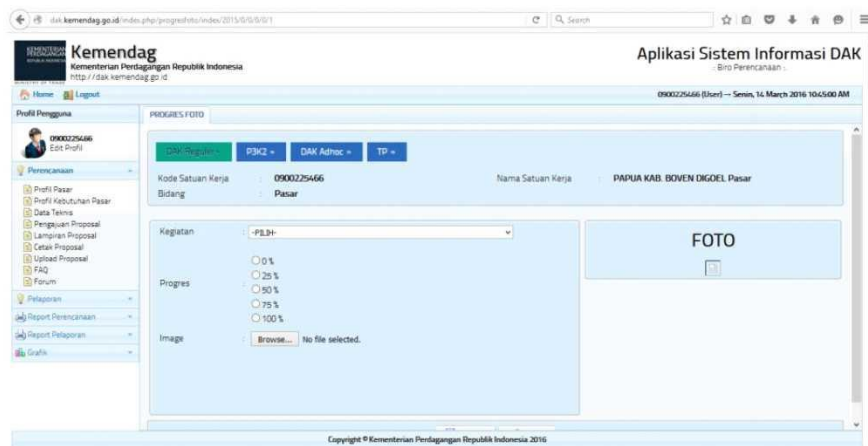 dak.kemendag.go.id/index.php/progresfoto/index/2015/0/0/0/0/1
Search
KEMENTERIAN PERDAGANGAN
REPUBLIK INDONESIA
Kemendag
Kementerian Perdagangan Republik Indonesia
http://dak.kemendag.go.id
Aplikasi Sistem Informasi DAK
.: Biro Perencanaan :.
Home Logout
0900225466 (User) -- Senin, 14 March 2016 10:45:00 AM
Profil Pengguna
0900225466
Edit Profil
Perencanaan
Profil Pasar
Profil Kebutuhan Pasar
Data Teknis
Pengajuan Proposal
Lampiran Proposal
Cetak Proposal
Upload Proposal
FAQ
Forum
Pelaporan
Report Perencanaan
Report Pelaporan
Grafik
PROGRES FOTO
DAK Reguler » P3K2 » DAK Adhoc » TP »
Kode Satuan Kerja : 0900225466
Nama Satuan Kerja : PAPUA KAB. BOVEN DIGOEL Pasar
Bidang : Pasar
Kegiatan : -PILIH-
Progres :
0 %
25 %
50 %
75 %
100 %
Image : Browse... No file selected.
FOTO
Copyright © Kementerian Perdagangan Republik Indonesia 2016